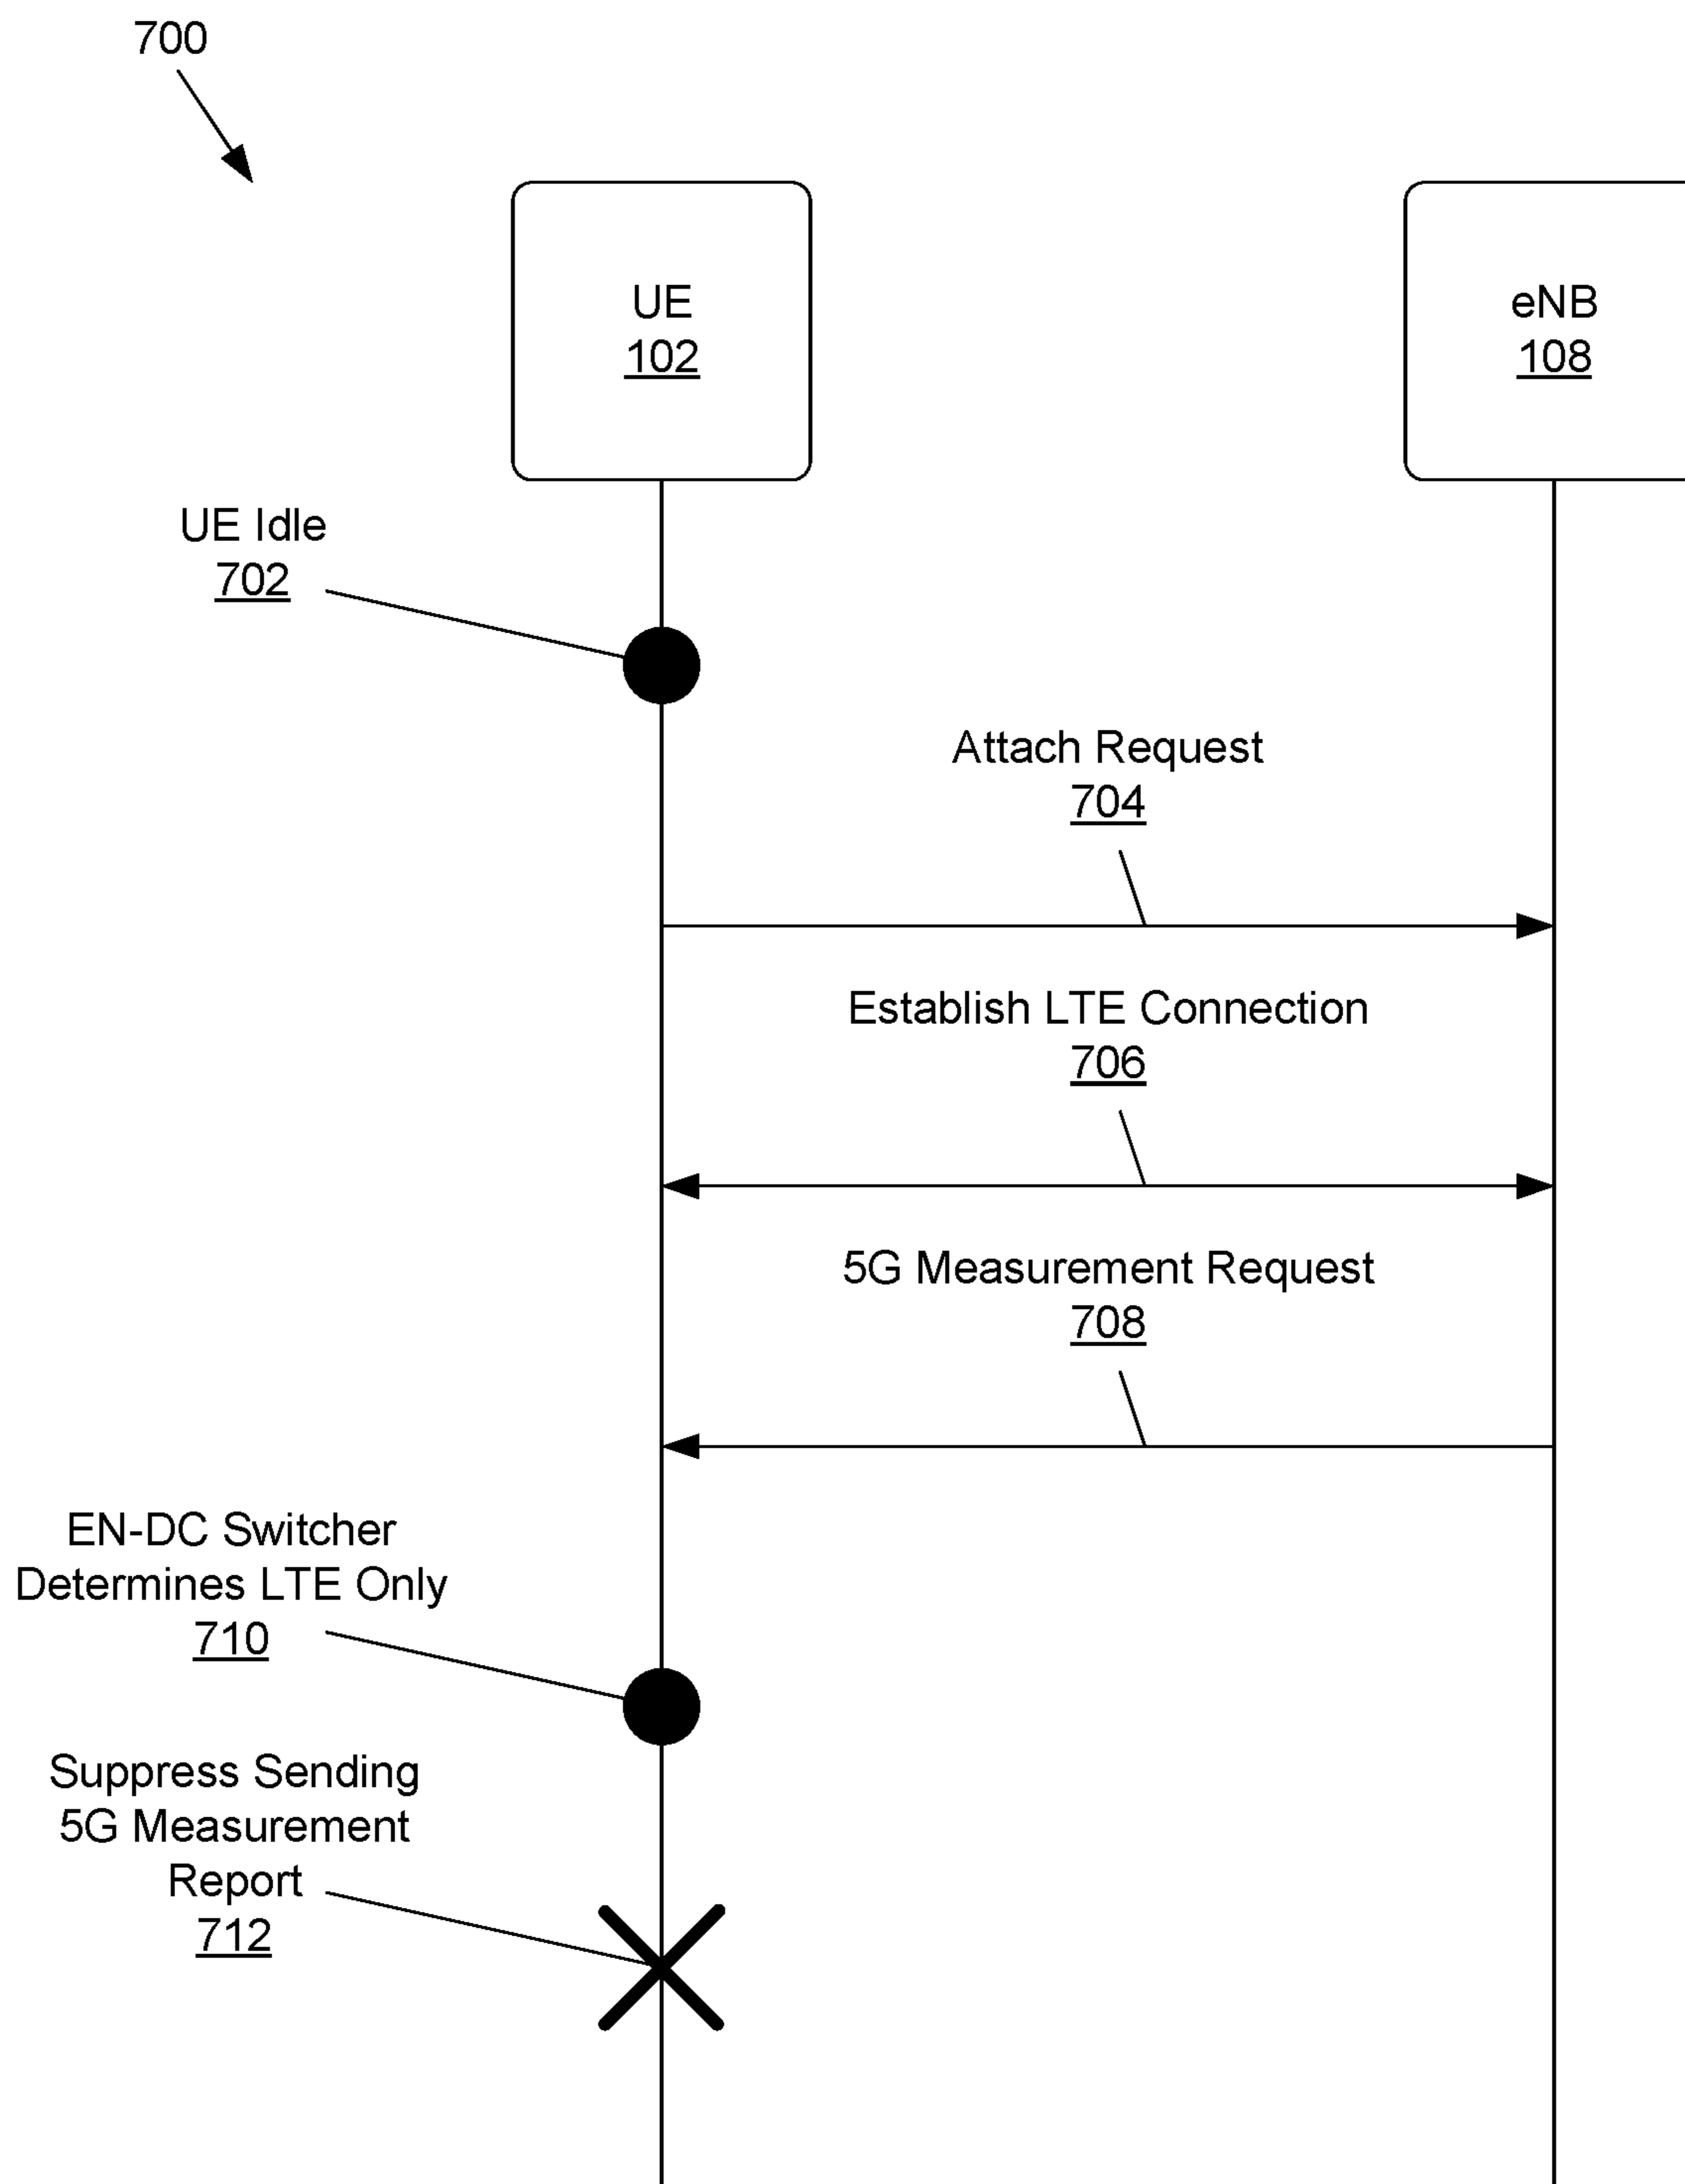 700
UE
102
eNB
108
UE Idle
702
Attach Request
704
Establish LTE Connection
706
5G Measurement Request
708
EN-DC Switcher
Determines LTE Only
710
Suppress Sending
5G Measurement
Report
712